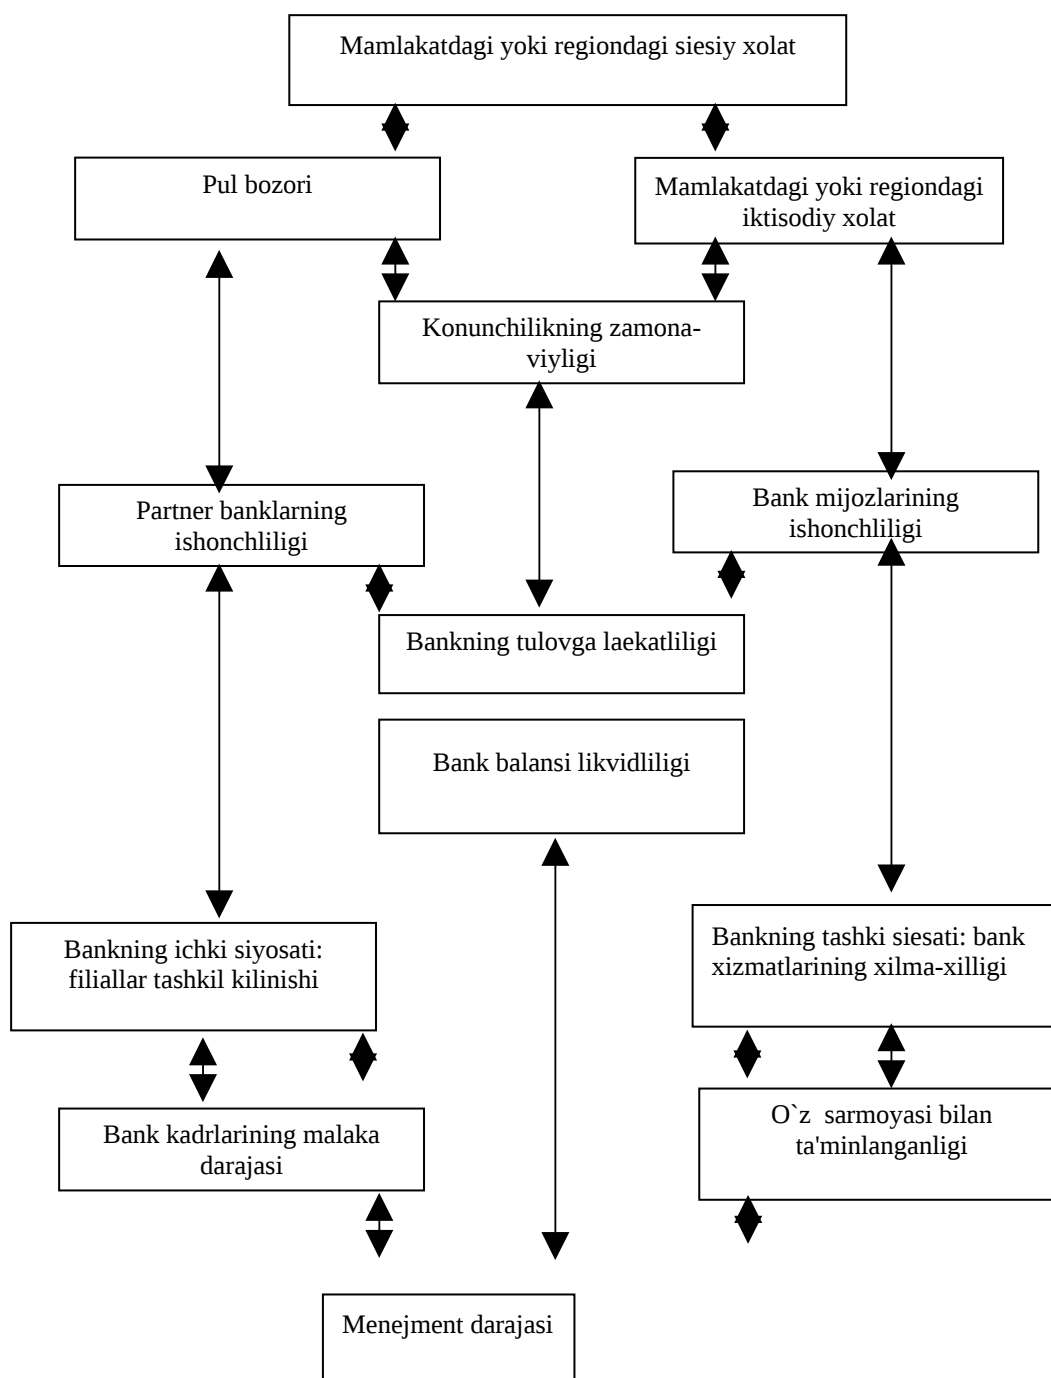 Mamlakatdagi yoki regiondagi siesiy xolat
Pul bozori
Mamlakatdagi yoki regiondagi
iktisodiy xolat
Konunchilikning zamona-
viyligi
Partner banklarning
ishonchliligi
Bank mijozlarining
ishonchliligi
Bankning tulovga laekatliligi
Bank balansi likvidliligi
Bankning ichki siyosati:
filiallar tashkil kilinishi
Bankning tashki siesati: bank
xizmatlarining xilma-xilligi
Bank kadrlarining malaka
darajasi
O`z  sarmoyasi bilan
ta'minlanganligi
Menejment darajasi